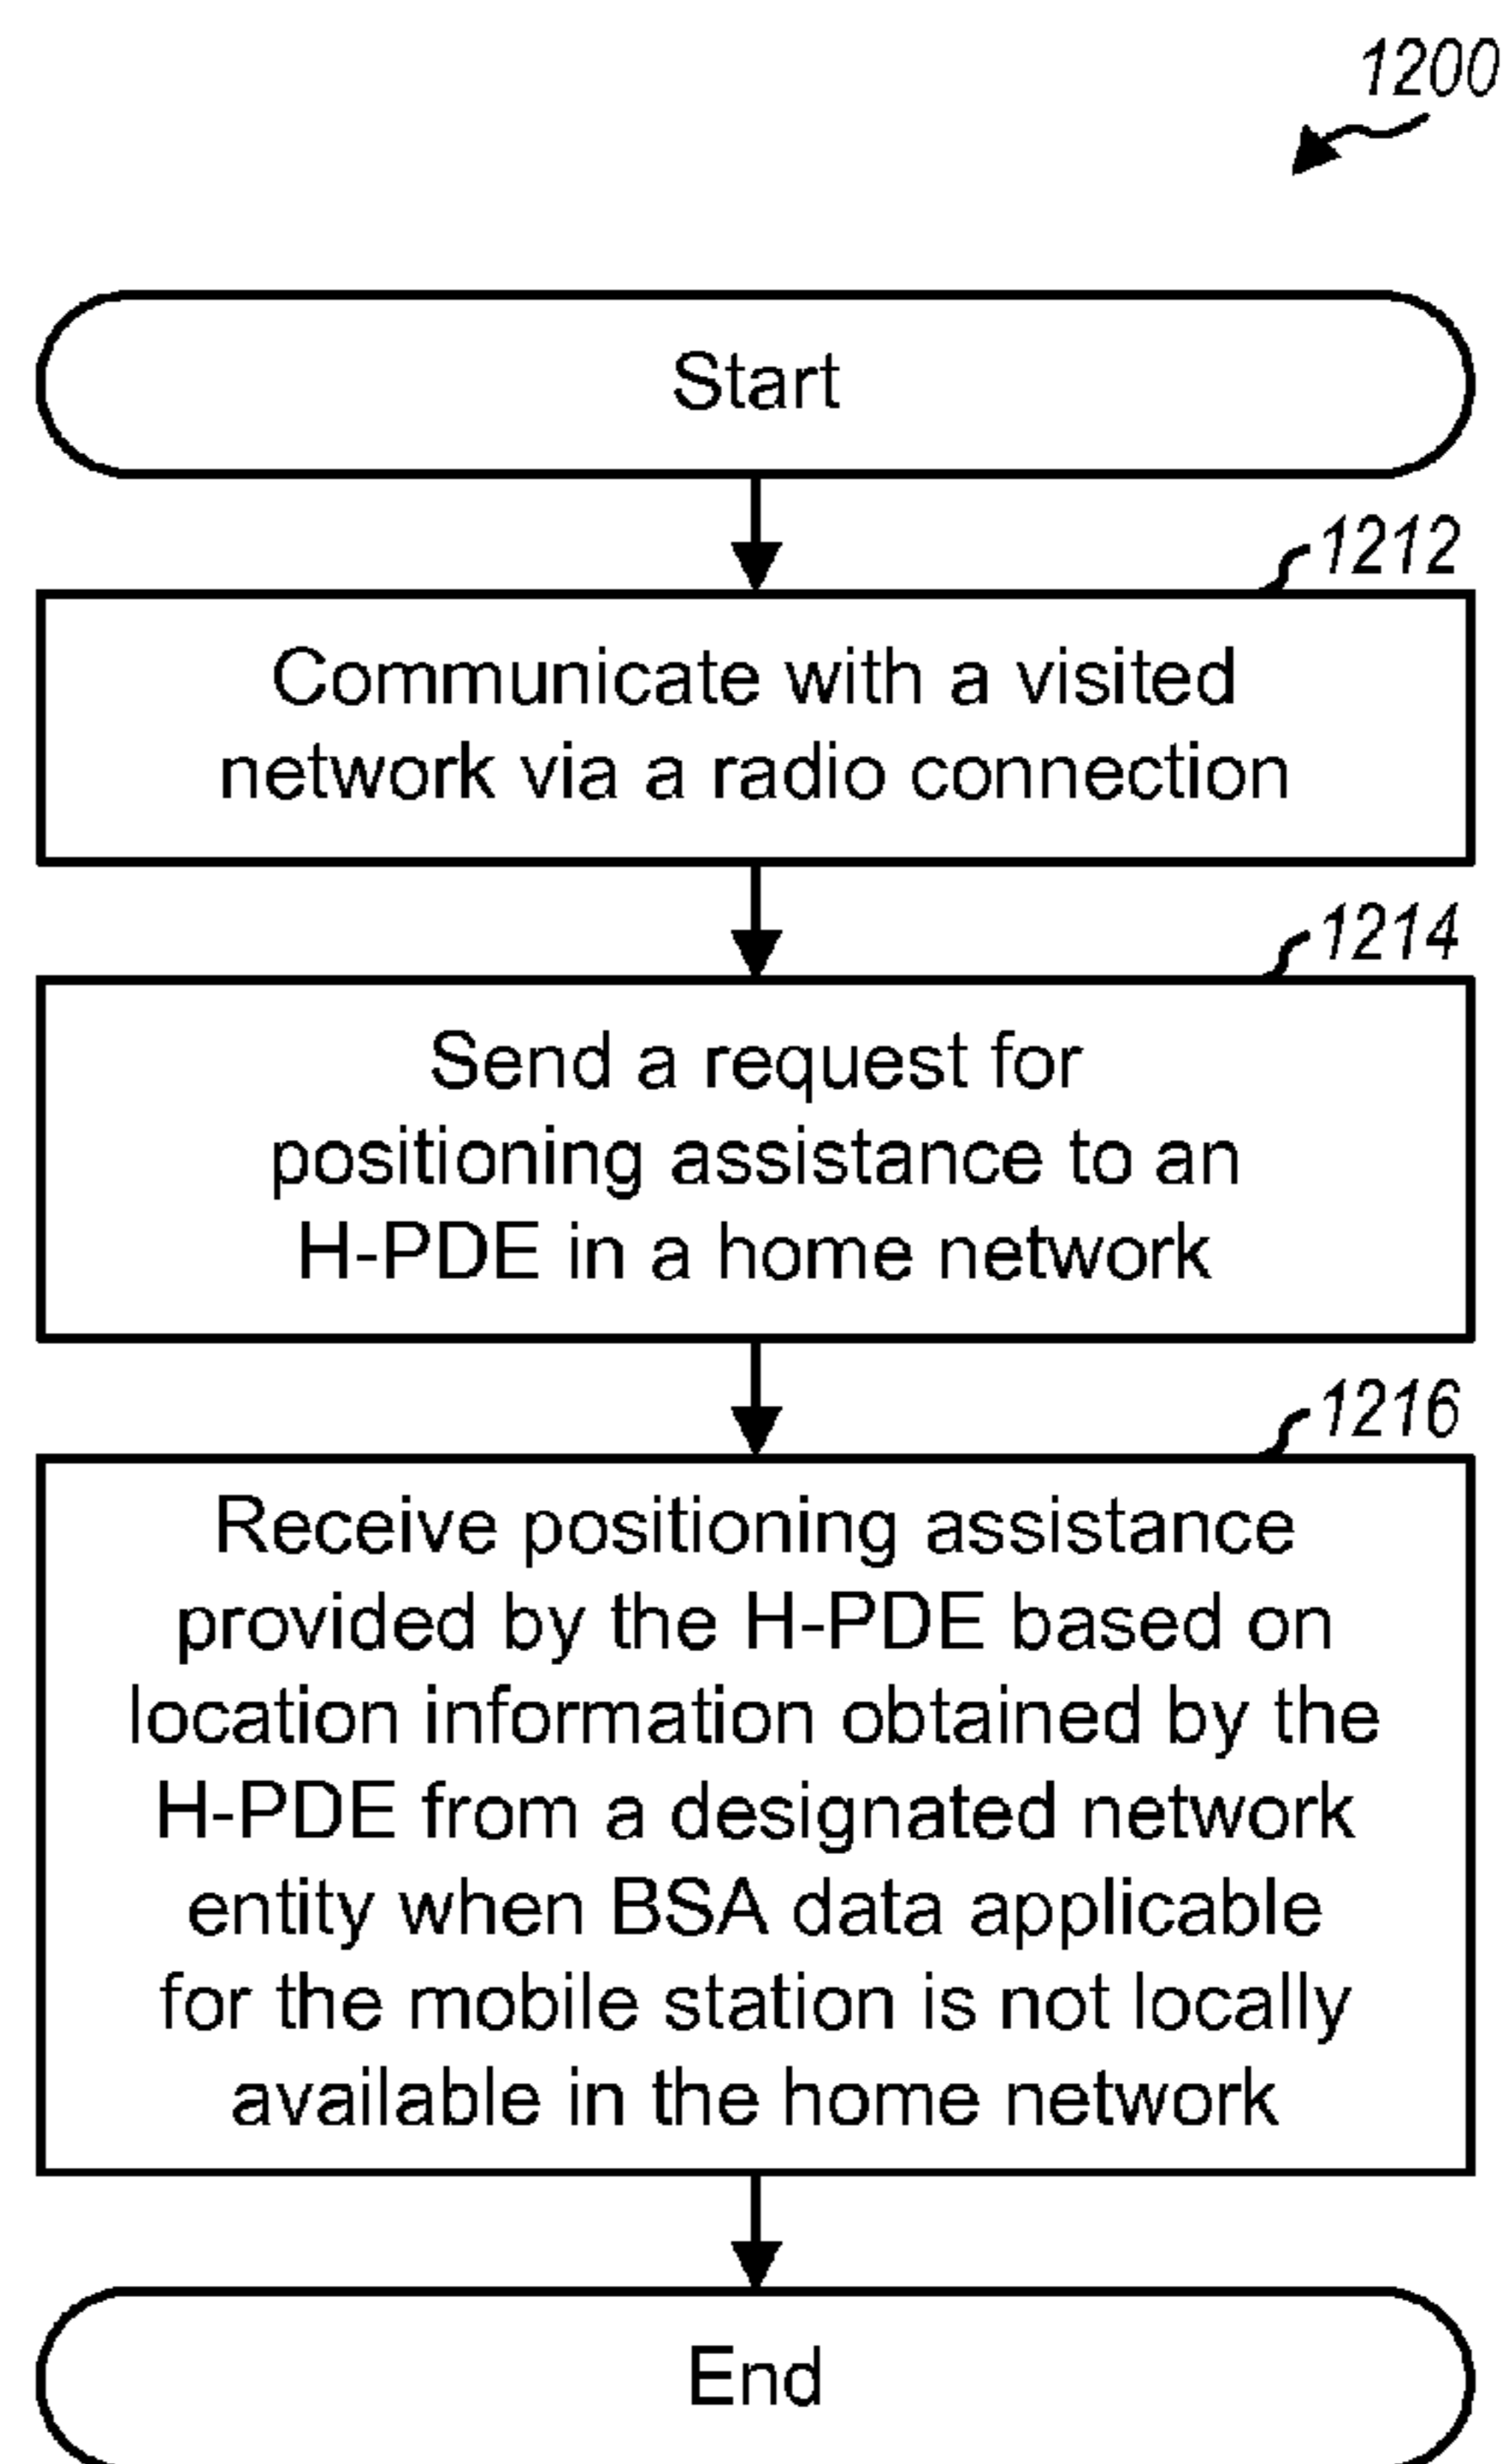 1200
Start
1212
Communicate with a visited
network via a radio connection
1214
Send a request for
positioning assistance to an
H-PDE in a home network
1216
Receive positioning assistance
provided by the H-PDE based on
location information obtained by the
H-PDE from a designated network
entity when BSA data applicable
for the mobile station is not locally
available in the home network
End